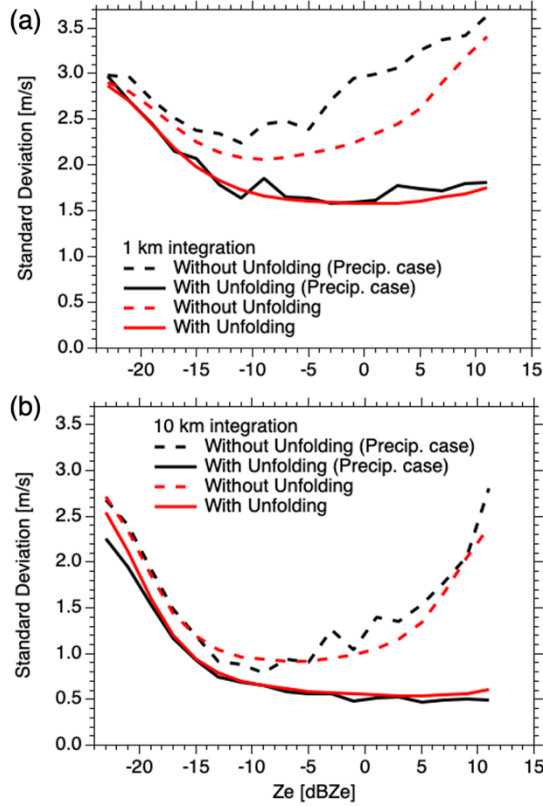 (a)
3.5
3.0
2.5
2.0
1.5
1.0
0.5
0.0
Standard Deviation [m/s]
1 km integration
Without Unfolding (Precip. case)
With Unfolding (Precip. case)
Without Unfolding
With Unfolding
-20 -15 -10 -5 0 5 10 15
(b)
3.5
3.0
2.5
2.0
1.5
1.0
0.5
0.0
Standard Deviation [m/s]
10 km integration
Without Unfolding (Precip. case)
With Unfolding (Precip. case)
Without Unfolding
With Unfolding
-20 -15 -10 -5 0 5 10 15
Ze [dBZe]